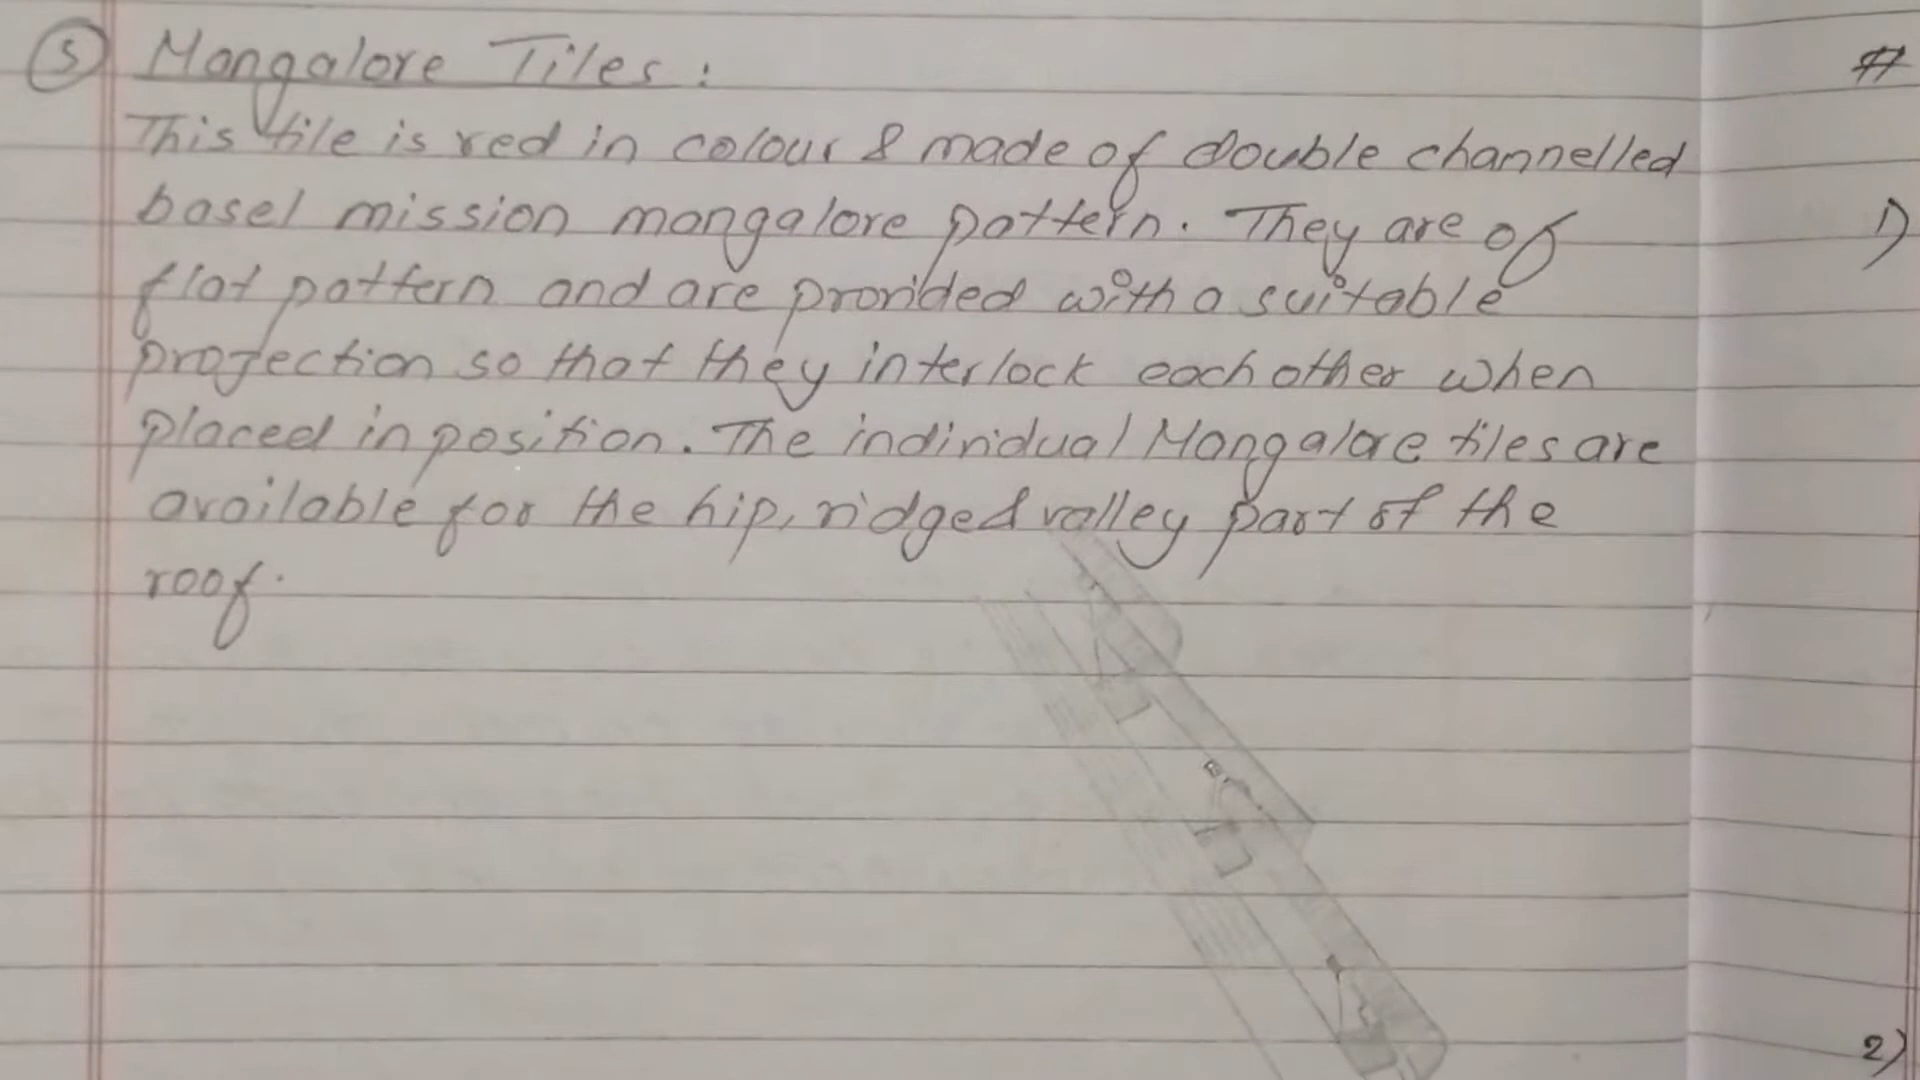 5 Mangalore Tiles :
This tile is red in colour & made of double channelled
basel mission mangalore pattern. They are of
flat pattern and are provided with a suitable
projection so that they interlock each other when
placed in position. The individual Mangalore tiles are
available for the hip, ridge & valley part of the
roof.
#
1)
2)